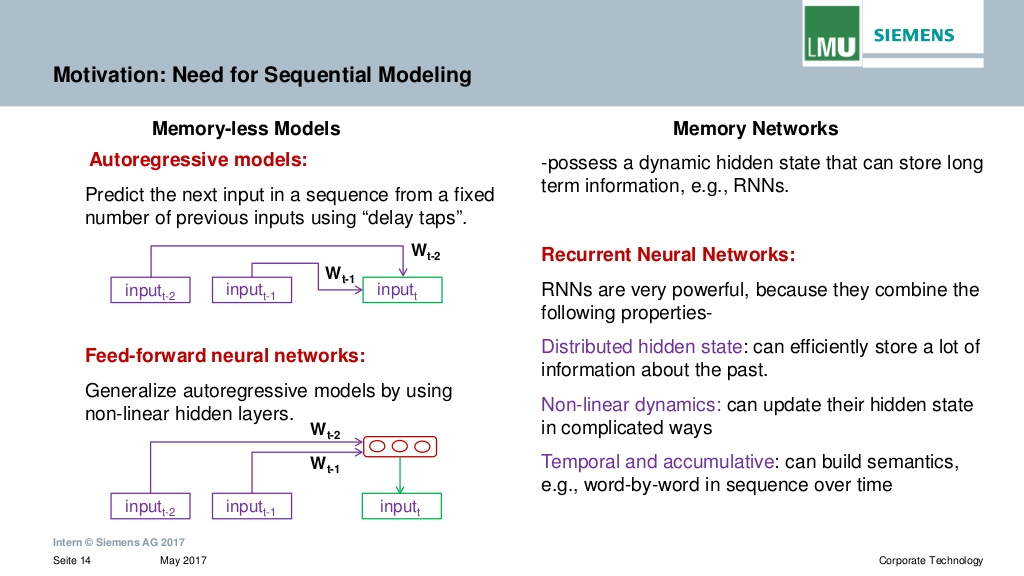 LMU
SIEMENS
Motivation: Need for Sequential Modeling
Memory-less Models
Autoregressive models:
Predict the next input in a sequence from a fixed
number of previous inputs using “delay taps”.
Wt-2
Wt-1
inputt-2
inputt-1
inputt
Feed-forward neural networks:
Generalize autoregressive models by using
non-linear hidden layers.
Wt-2
Wt-1
inputt-2
inputt-1
inputt
Memory Networks
-possess a dynamic hidden state that can store long
term information, e.g., RNNs.
Recurrent Neural Networks:
RNNs are very powerful, because they combine the
following properties-
Distributed hidden state: can efficiently store a lot of
information about the past.
Non-linear dynamics: can update their hidden state
in complicated ways
Temporal and accumulative: can build semantics,
e.g., word-by-word in sequence over time
Intern © Siemens AG 2017
Seite 14
May 2017
Corporate Technology